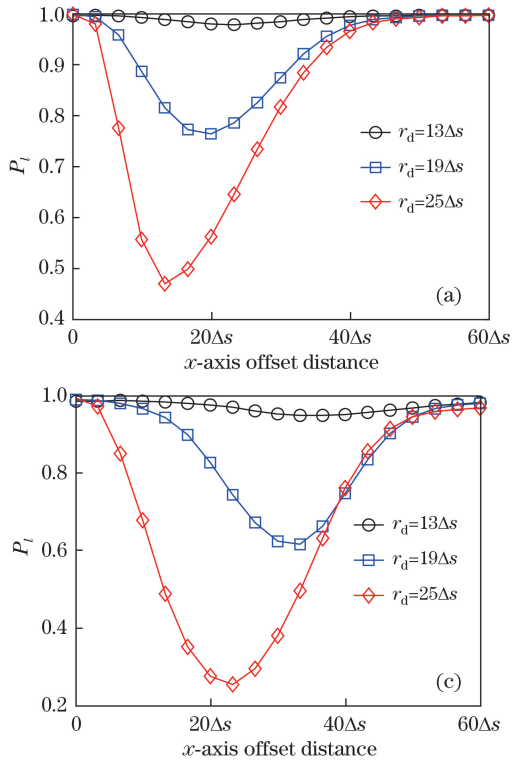 1.0
0.9
0.8
0.7
0.6
0.5
0.4
P_l
r_d=13Δs
r_d=19Δs
r_d=25Δs
(a)
0
20Δs
40Δs
60Δs
x-axis offset distance
1.0
0.8
0.6
0.4
0.2
P_l
r_d=13Δs
r_d=19Δs
r_d=25Δs
(c)
0
20Δs
40Δs
60Δs
x-axis offset distance